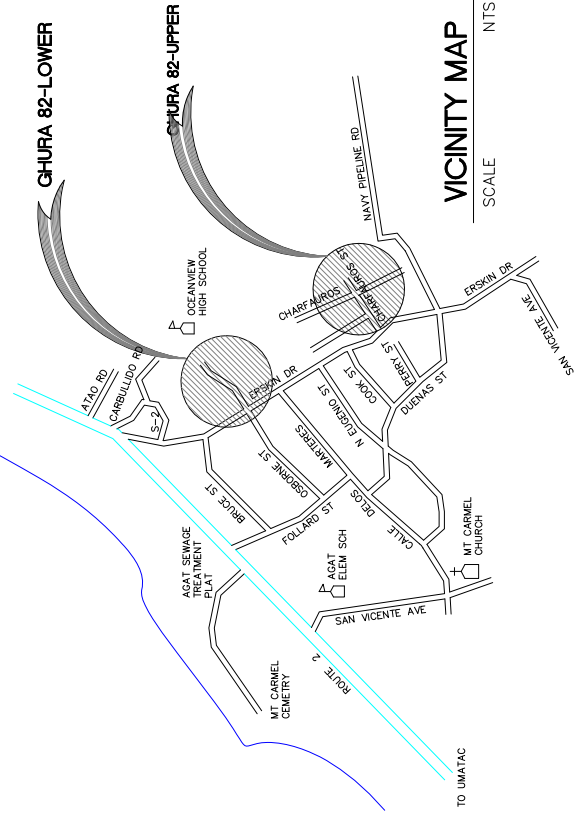 GHURA 82-LOWER
GHURA 82-UPPER
VICINITY MAP
SCALE
NTS
NAVY PIPELINE RD
OCEANVIEW
HIGH SCHOOL
CHARFAUROS
CHARFAUROS ST
CHARFAUROS
ERSKIN DR
SAN VICENTE AVE
ATAO RD
CARBULLIDO RD
S-2
ERSKIN DR
PERRY ST
COOK ST
DUENAS ST
N EUGENIO ST
MARTERES
OSBORNE ST
BRUCE ST
FOLLARD ST
DELOS
CALLE
AGAT SEWAGE
TREATMENT
PLAT
AGAT
ELEM SCH
MT CARMEL
CHURCH
SAN VICENTE AVE
MT CARMEL
CEMETRY
ROUTE 2
TO UMATAC